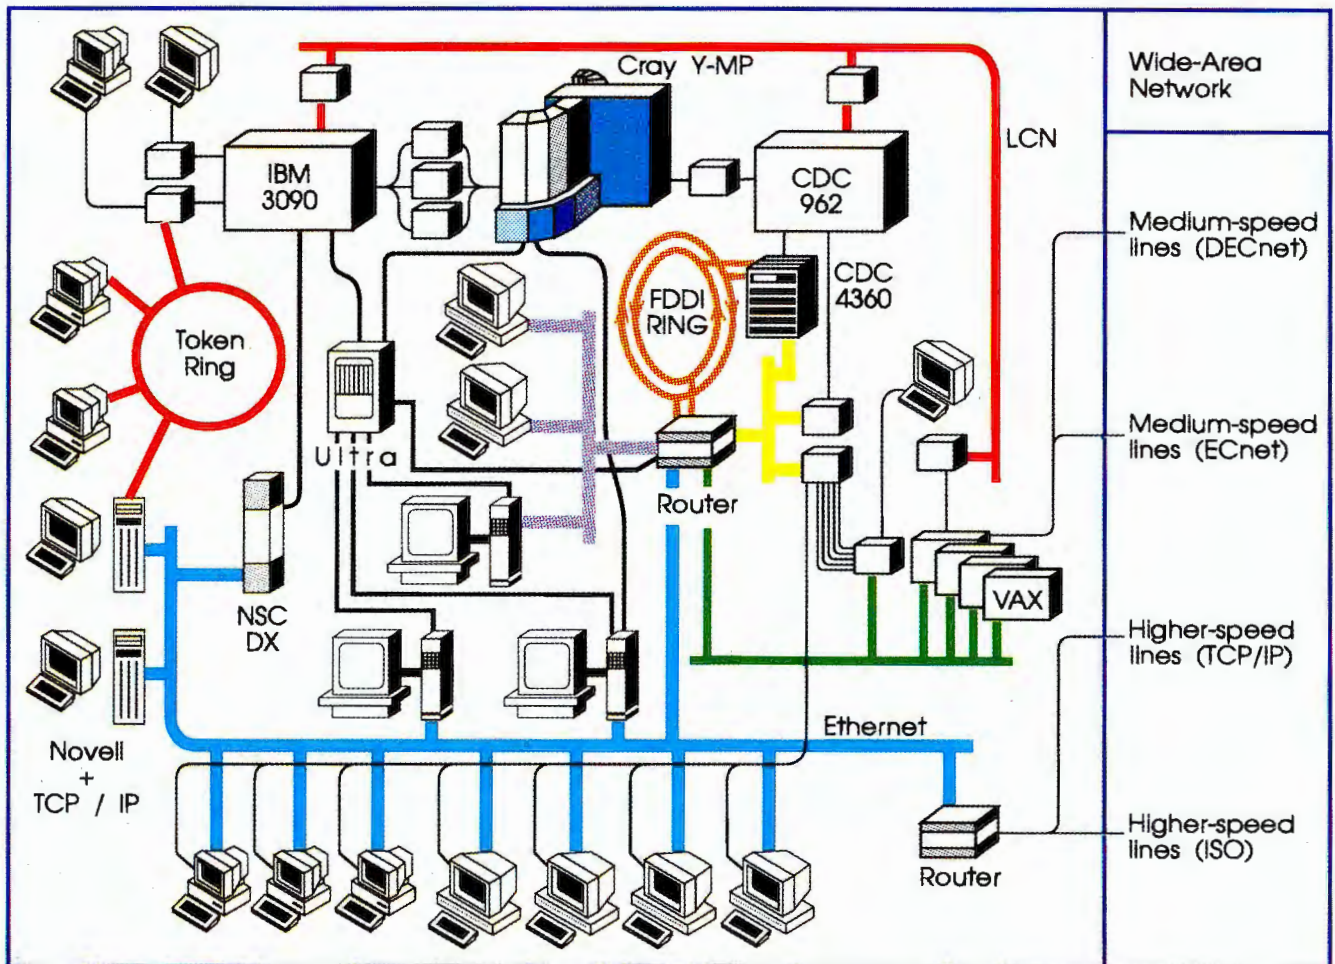 Cray Y-MP
Wide-Area
Network
LCN
IBM
3090
CDC
962
Medium-speed
lines (DECnet)
CDC
4360
FDDI
RING
Token
Ring
Medium-speed
lines (ECnet)
Ultra
Router
NSC
DX
VAX
Higher-speed
lines (TCP/IP)
Ethernet
Novell
+
TCP / IP
Higher-speed
lines (ISO)
Router